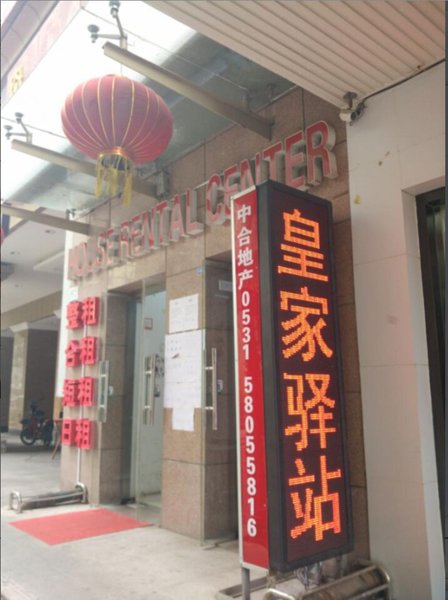 HOUSE RENTAL CENTER
整租
合租
短租
日租
中合地产 0531 58055816
皇家驿站